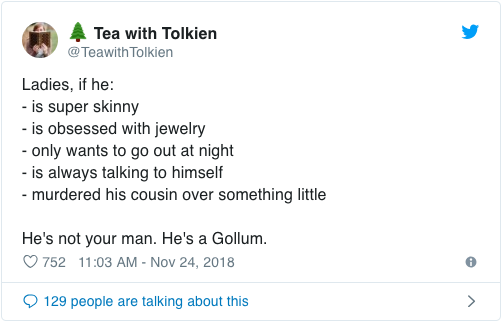 🌲 Tea with Tolkien
@TeawithTolkien
Ladies, if he:
- is super skinny
- is obsessed with jewelry
- only wants to go out at night
- is always talking to himself
- murdered his cousin over something little
He's not your man. He's a Gollum.
752 11:03 AM - Nov 24, 2018
129 people are talking about this